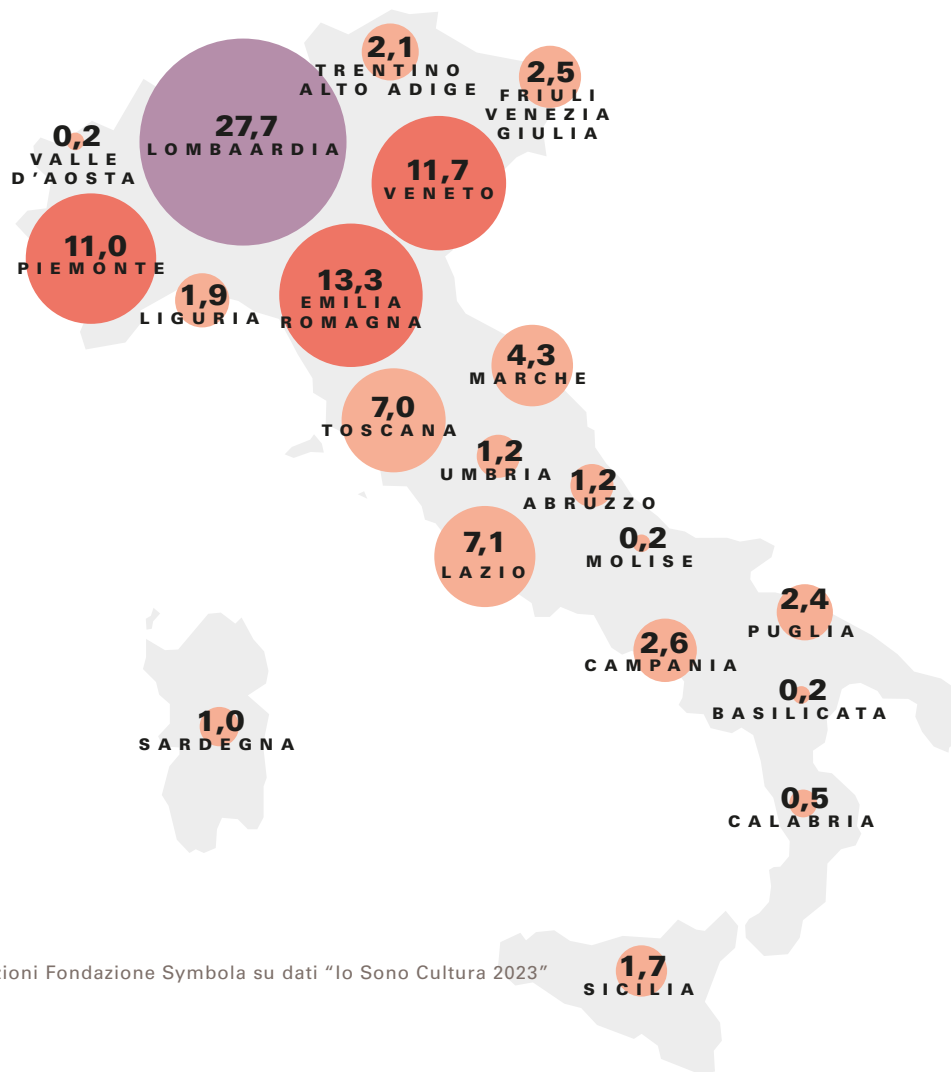 2,1
TRENTINO
ALTO ADIGE
2,5
FRIULI
VENEZIA
GIULIA
27,7
LOMBAARDIA
0,2
VALLE
D'AOSTA
11,7
VENETO
11,0
PIEMONTE
13,3
EMILIA
ROMAGNA
1,9
LIGURIA
4,3
MARCHE
7,0
TOSCANA
1,2
UMBRIA
1,2
ABRUZZO
7,1
LAZIO
0,2
MOLISE
2,4
PUGLIA
2,6
CAMPANIA
0,2
BASILICATA
1,0
SARDEGNA
0,5
CALABRIA
zioni Fondazione Symbola su dati “Io Sono Cultura 2023”
1,7
SICILIA